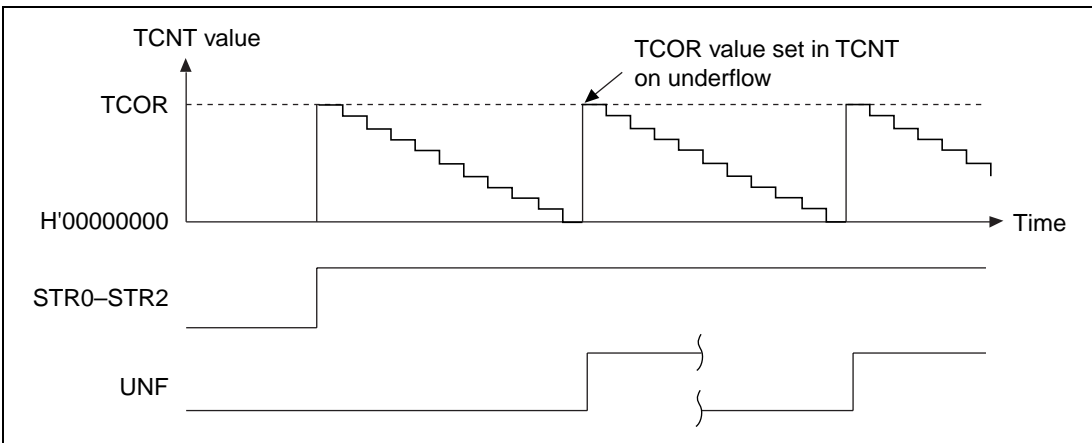 TCNT value
TCOR value set in TCNT
on underflow
TCOR
H'00000000
Time
STR0–STR2
UNF